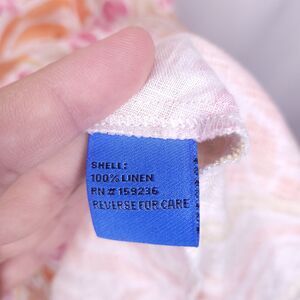 SHELL:
100% LINEN
RN # 159236
REVERSE FOR CARE